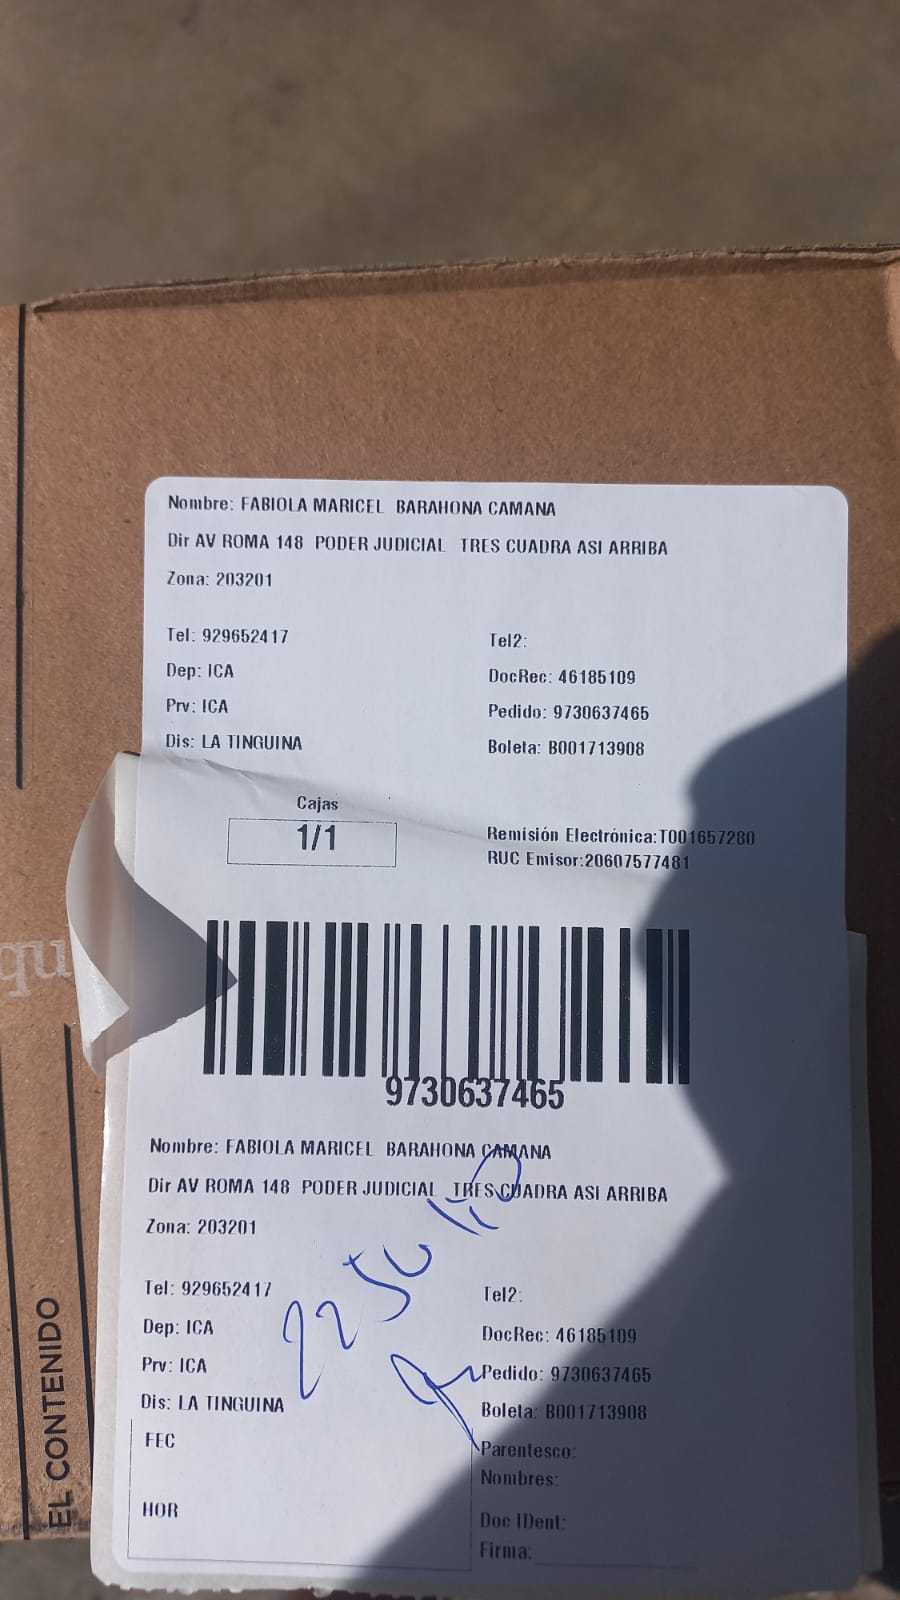 Nombre: FABIOLA MARICEL BARAHONA CAMANA
Dir AV ROMA 148 PODER JUDICIAL TRES CUADRA ASI ARRIBA
Zona: 203201
Tel: 929652417 Tel2:
Dep: ICA DocRec: 46185109
Prv: ICA Pedido: 9730637465
Dis: LA TINGUINA Boleta: B001713908
Cajas
1/1
Remisión Electrónica:T001657280
RUC Emisor:20607577481
qu
9730637465
Nombre: FABIOLA MARICEL BARAHONA CAMANA
Dir AV ROMA 148 PODER JUDICIAL TRES CUADRA ASI ARRIBA
Zona: 203201
22 Julio
Tel: 929652417 Tel2:
Dep: ICA DocRec: 46185109
Prv: ICA Pedido: 9730637465
Dis: LA TINGUINA Boleta: B001713908
FEC Parentesco:
Nombres:
HOR Doc IDent:
Firma:
EL CONTENIDO